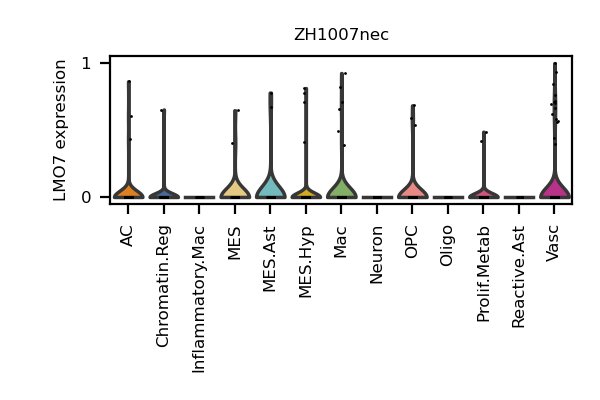 ZH1007nec
LMO7 expression
1
0
AC
Chromatin.Reg
Inflammatory.Mac
MES
MES.Ast
MES.Hyp
Mac
Neuron
OPC
Oligo
Prolif.Metab
Reactive.Ast
Vasc